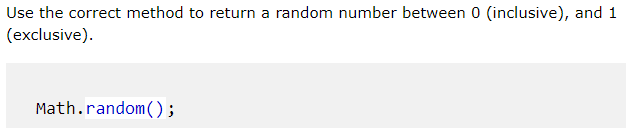 Use the correct method to return a random number between 0 (inclusive), and 1
(exclusive).
Math.random();